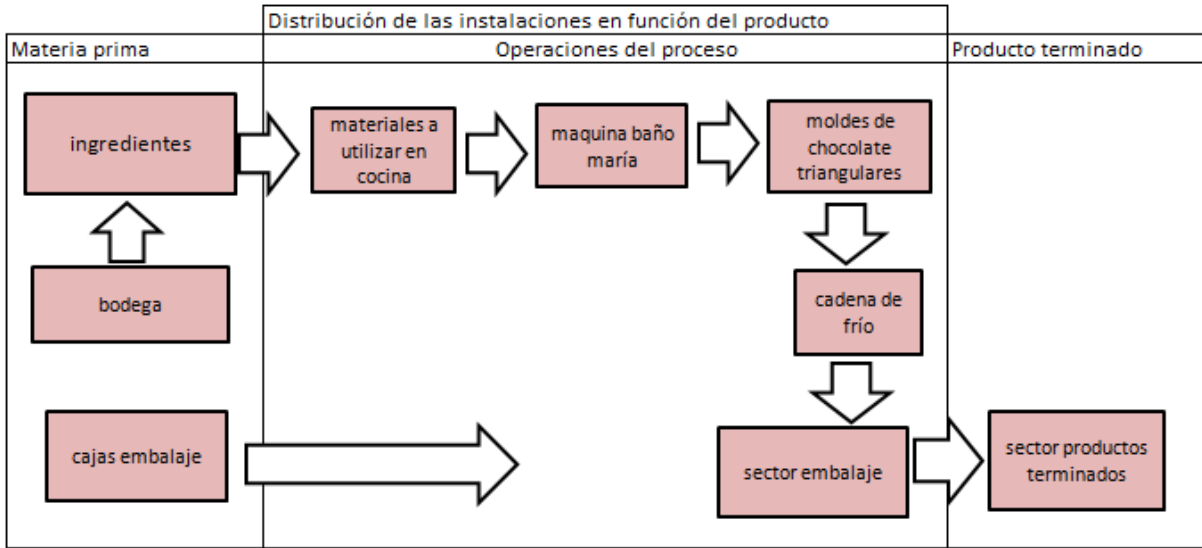 Distribución de las instalaciones en función del producto
Materia prima
Operaciones del proceso
Producto terminado
ingredientes
materiales a
utilizar en
cocina
maquina baño
maría
moldes de
chocolate
triangulares
bodega
cadena de
frío
cajas embalaje
sector embalaje
sector productos
terminados